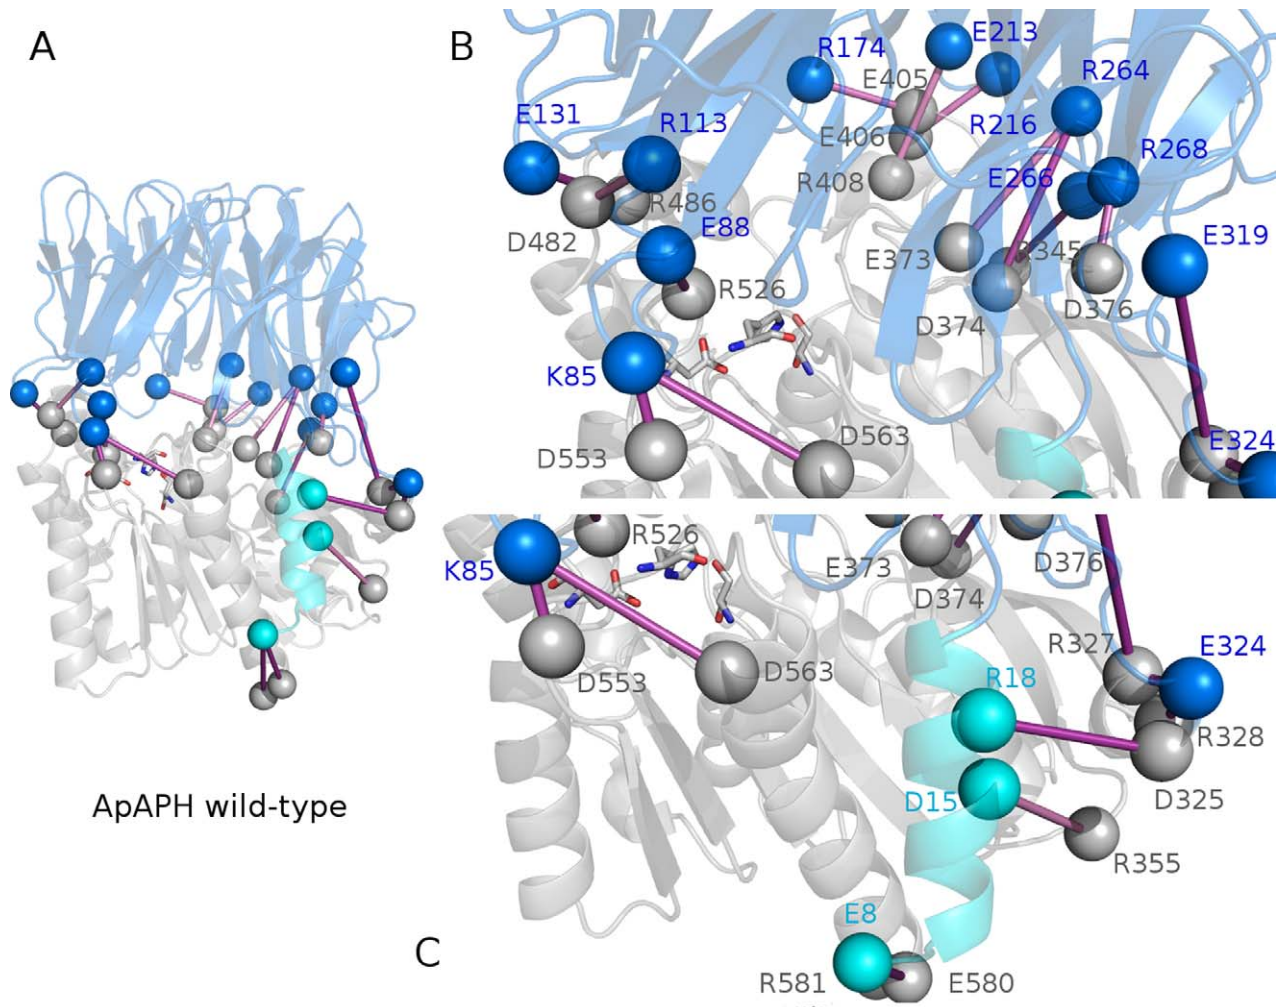 A
B
E213
R174
E405
R264
E131
R113
E406
R216
R268
R408
E266
R486
D482
E88
E319
E373
R345
R526
D376
D374
K85
D563
E324
D553
R526
K85
E373
D376
D374
R327
E324
D563
D553
R18
R328
D15
D325
ApAPH wild-type
R355
E8
C
R581
E580